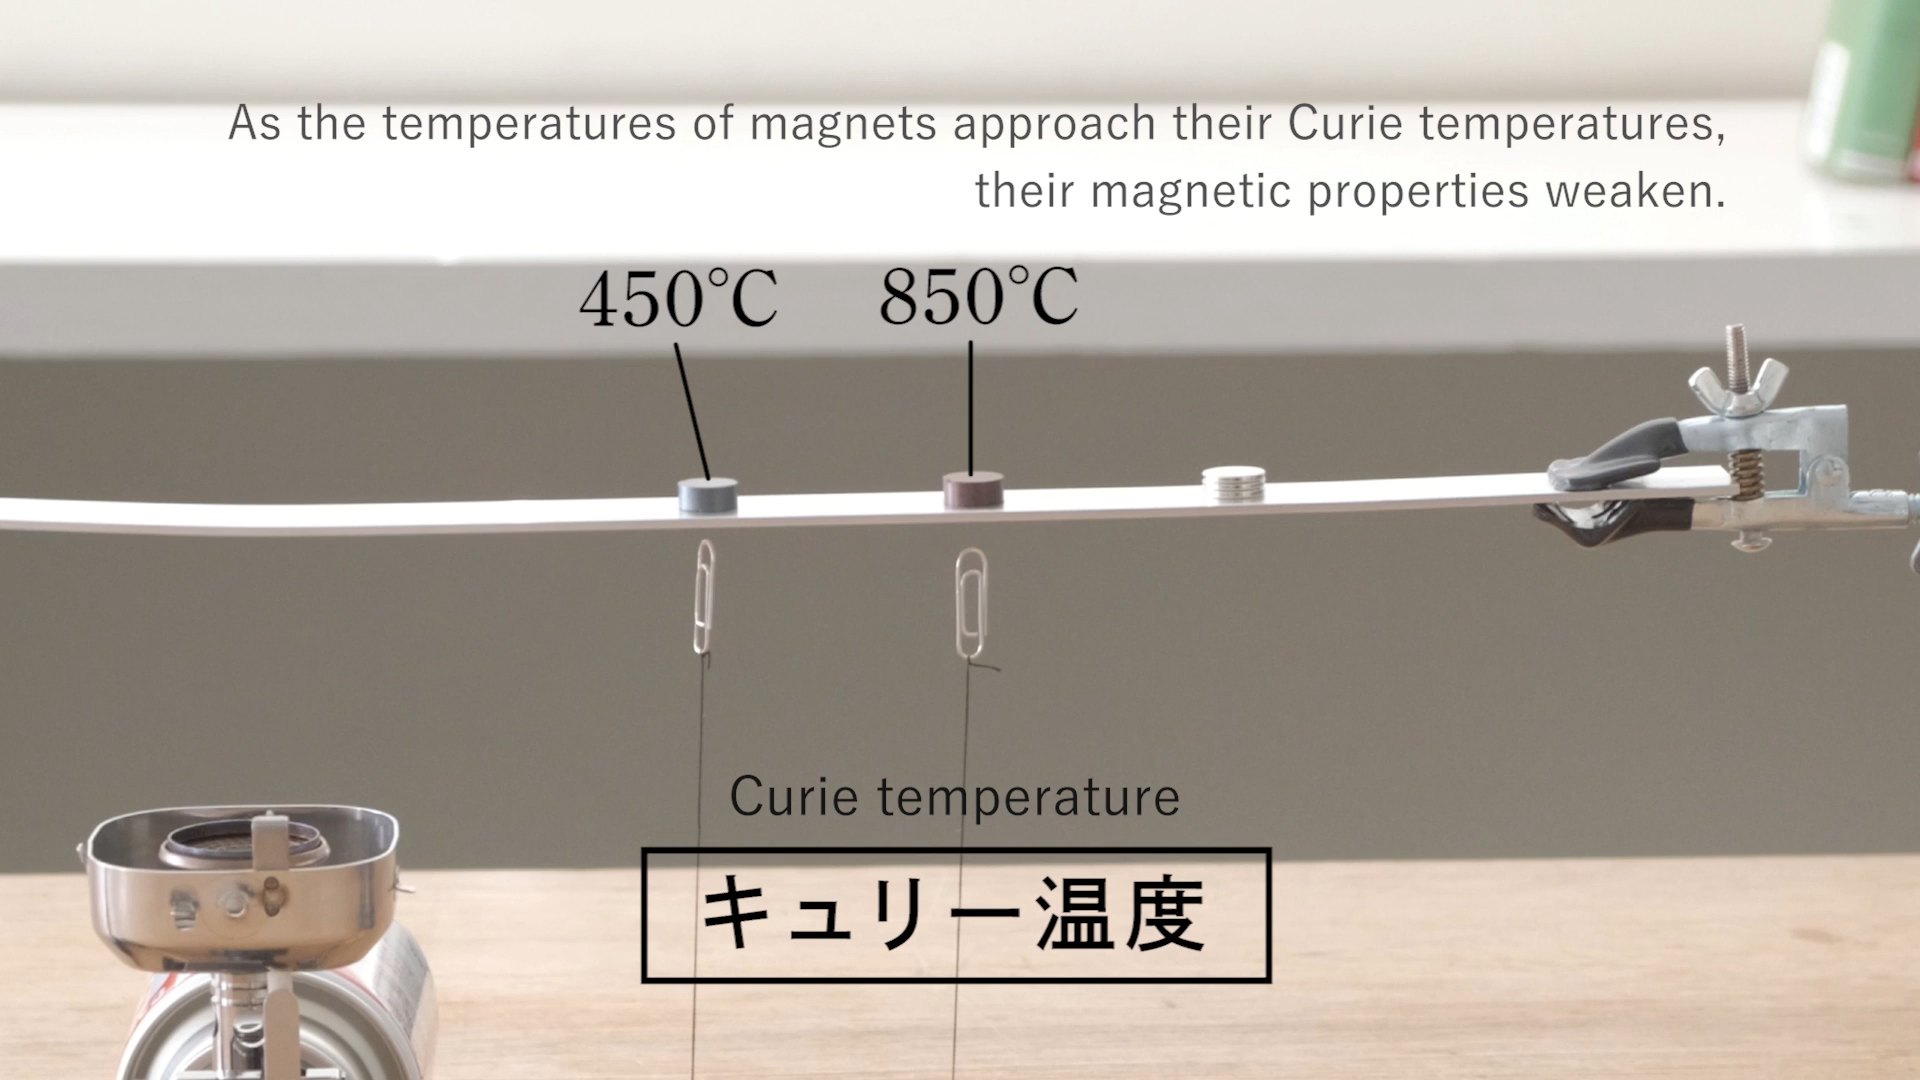 As the temperatures of magnets approach their Curie temperatures,
their magnetic properties weaken.
450℃ 850℃
Curie temperature
キュリー温度